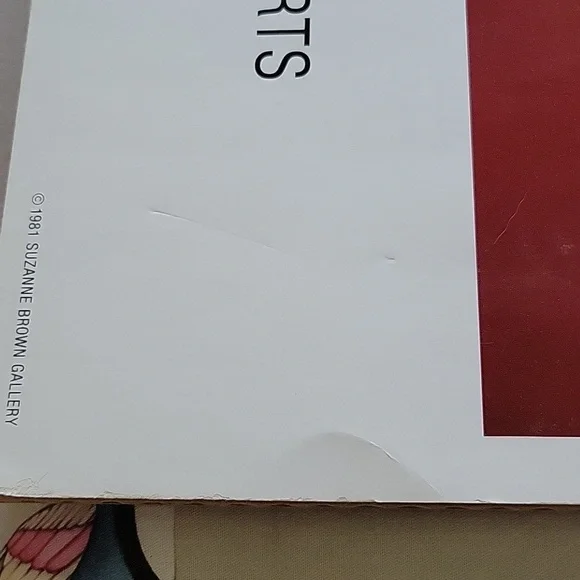 RTS
© 1981 SUZANNE BROWN GALLERY